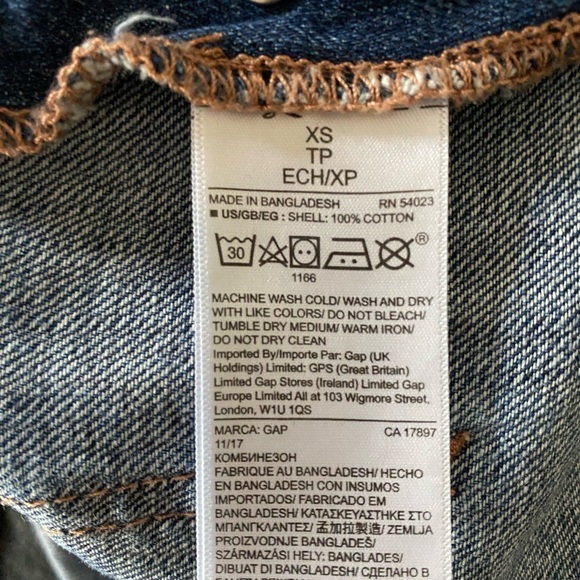 XS
TP
ECH/XP
MADE IN BANGLADESH RN 54023
■ US/GB/EG : SHELL: 100% COTTON
30
®
1166
MACHINE WASH COLD/ WASH AND DRY
WITH LIKE COLORS/ DO NOT BLEACH/
TUMBLE DRY MEDIUM/ WARM IRON/
DO NOT DRY CLEAN
Imported By/Importe Par: Gap (UK
Holdings) Limited: GPS (Great Britain)
Limited Gap Stores (Ireland) Limited Gap
Europe Limited All at 103 Wigmore Street,
London, W1U 1QS
MARCA: GAP CA 17897
11/17
КОМБИНЕЗОН
FABRIQUE AU BANGLADESH/ HECHO
EN BANGLADESH CON INSUMOS
IMPORTADOS/ FABRICADO EM
BANGLADESH/ ΚΑΤΑΣΚΕΥΑΣΤΗΚΕ ΣΤΟ
ΜΠΑΝΓΚΛΑΝΤΕΣ/ 孟加拉製造/ ZEMLJA
PROIZVODNJE BANGLADEŠ/
SZÁRMAZÁSI HELY: BANGLADES/
DIBUAT DI BANGLADESH/ СДЕЛАНО В